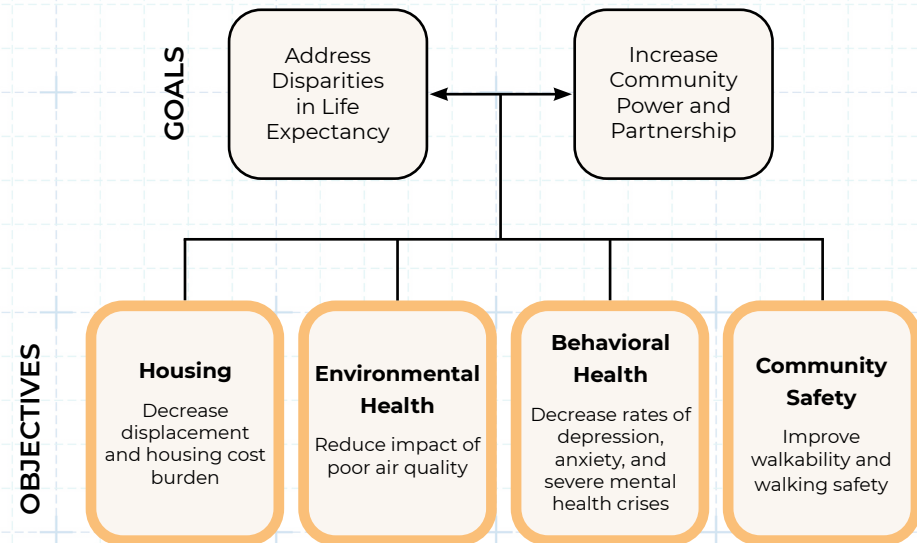 GOALS
Address
Disparities
in Life
Expectancy
Increase
Community
Power and
Partnership
OBJECTIVES
Housing
Decrease
displacement
and housing cost
burden
Environmental
Health
Reduce impact of
poor air quality
Behavioral
Health
Decrease rates of
depression,
anxiety, and
severe mental
health crises
Community
Safety
Improve
walkability and
walking safety